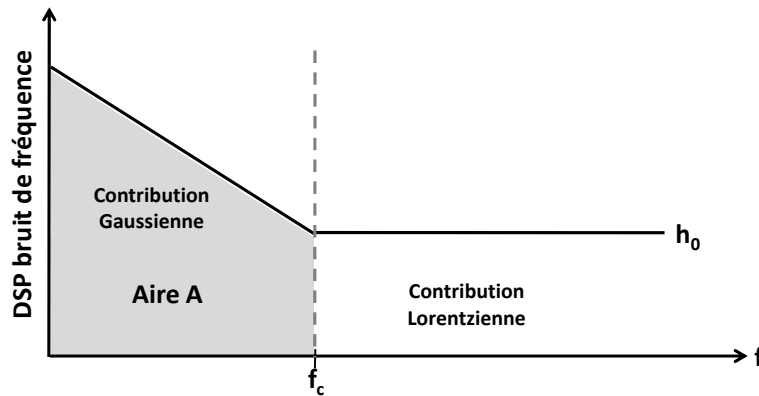 DSP bruit de fréquence
Contribution
Gaussienne
Aire A
h0
Contribution
Lorentzienne
f
fc